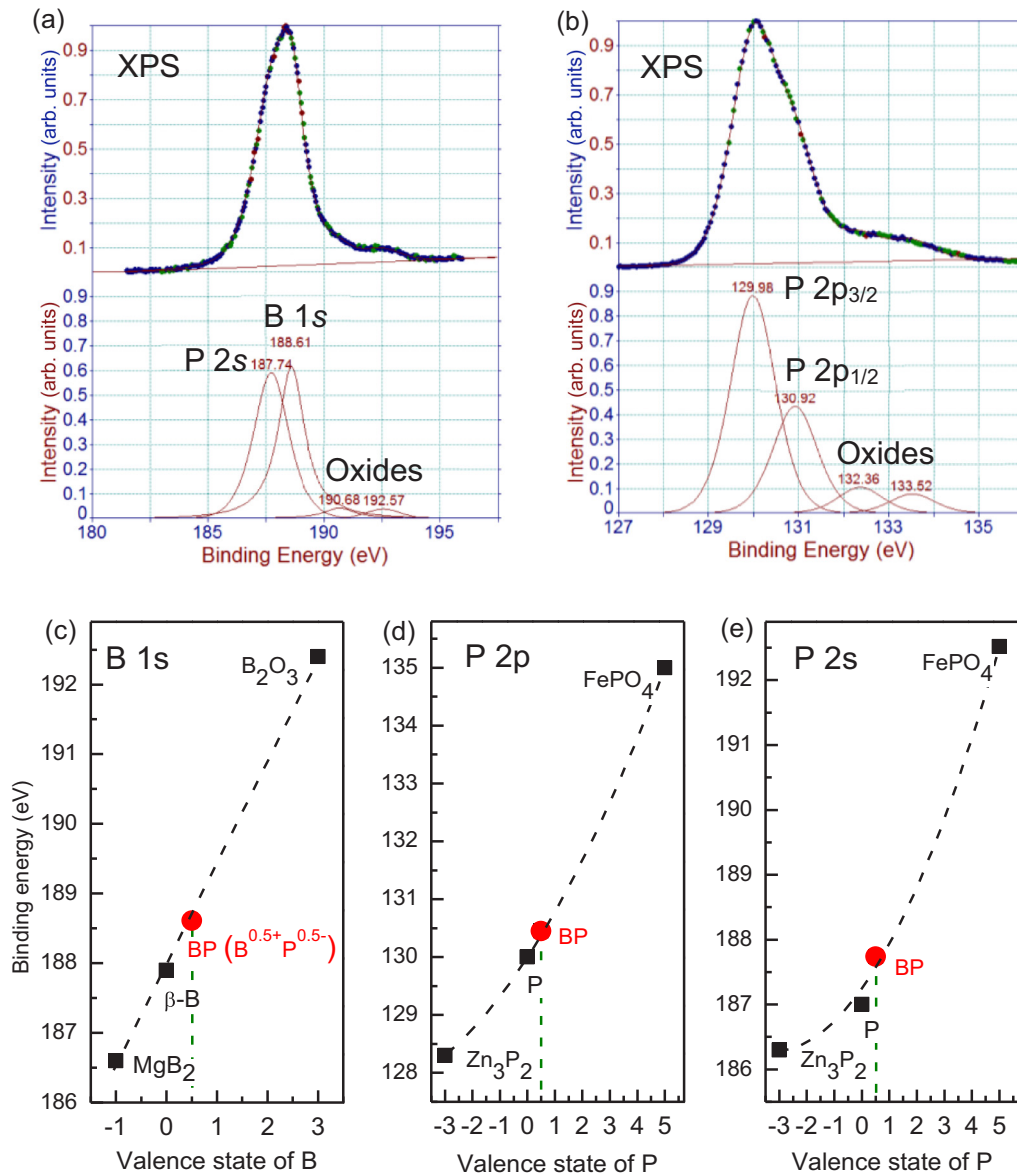 (a)
XPS
Intensity (arb. units)
0.9
0.7
0.5
0.3
0.1
B 1s
188.61
P 2s
187.74
Oxides
190.68 192.57
Intensity (arb. units)
0.9
0.8
0.7
0.6
0.5
0.4
0.3
0.2
0.1
0
180 185 190 195
Binding Energy (eV)
(b)
XPS
Intensity (arb. units)
0.9
0.7
0.5
0.3
0.1
P 2p3/2
129.98
P 2p1/2
130.92
Oxides
132.36 133.52
Intensity (arb. units)
0.9
0.8
0.7
0.6
0.5
0.4
0.3
0.2
0.1
0
127 129 131 133 135
Binding Energy (eV)
(c)
B 1s
B2O3
BP (B0.5+P0.5-)
β-B
MgB2
Binding energy (eV)
192
191
190
189
188
187
186
-1 0 1 2 3
Valence state of B
(d)
P 2p
FePO4
BP
P
Zn3P2
135
134
133
132
131
130
129
128
-3 -2 -1 0 1 2 3 4 5
Valence state of P
(e)
P 2s
FePO4
BP
P
Zn3P2
192
191
190
189
188
187
186
-3 -2 -1 0 1 2 3 4 5
Valence state of P